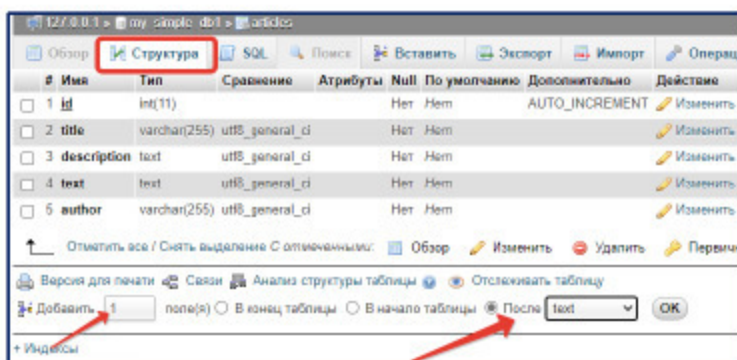 127.0.0.1 » my_simple_db1 » articles
Обзор Структура SQL Поиск Вставить Экспорт Импорт Операц
# Имя Тип Сравнение Атрибуты Null По умолчанию Дополнительно Действие
1 id int(11) Нет Нет AUTO_INCREMENT Изменить
2 title varchar(255) utf8_general_ci Нет Нет Изменить
3 description text utf8_general_ci Нет Нет Изменить
4 text text utf8_general_ci Нет Нет Изменить
5 author varchar(255) utf8_general_ci Нет Нет Изменить
Отметить все / Снять выделение С отмеченными: Обзор Изменить Удалить Первич
Версия для печати Связи Анализ структуры таблицы Отслеживать таблицу
Добавить 1 поле(я) В конец таблицы В начало таблицы После text OK
+ Индексы